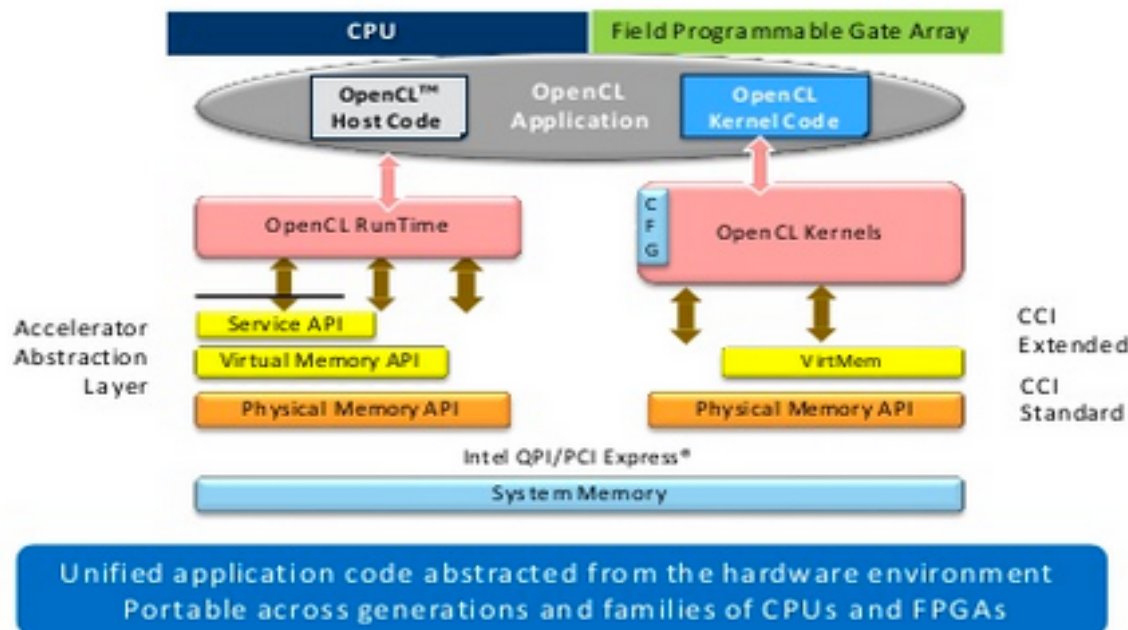 CPU
Field Programmable Gate Array
OpenCL™
Host Code
OpenCL
Application
OpenCL
Kernel Code
OpenCL RunTime
C
F
G
OpenCL Kernels
Accelerator
Abstraction
Layer
Service API
Virtual Memory API
Physical Memory API
VirtMem
Physical Memory API
CCI
Extended
CCI
Standard
Intel QPI/PCI Express®
System Memory
Unified application code abstracted from the hardware environment
Portable across generations and families of CPUs and FPGAs